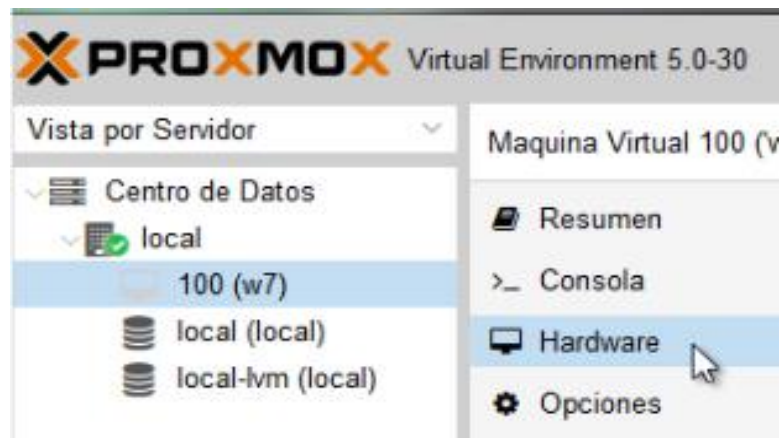 PROXMOX Virtual Environment 5.0-30
Vista por Servidor
Centro de Datos
local
100 (w7)
local (local)
local-lvm (local)
Maquina Virtual 100 ('w
Resumen
Consola
Hardware
Opciones